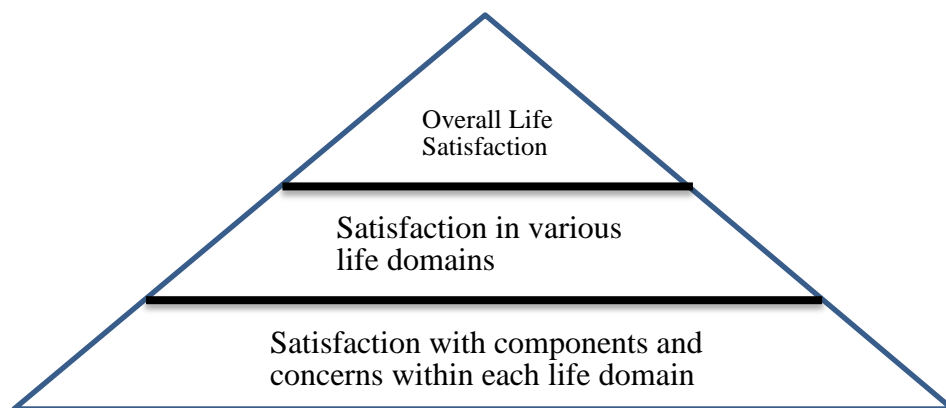 Overall Life
Satisfaction
Satisfaction in various
life domains
Satisfaction with components and
concerns within each life domain